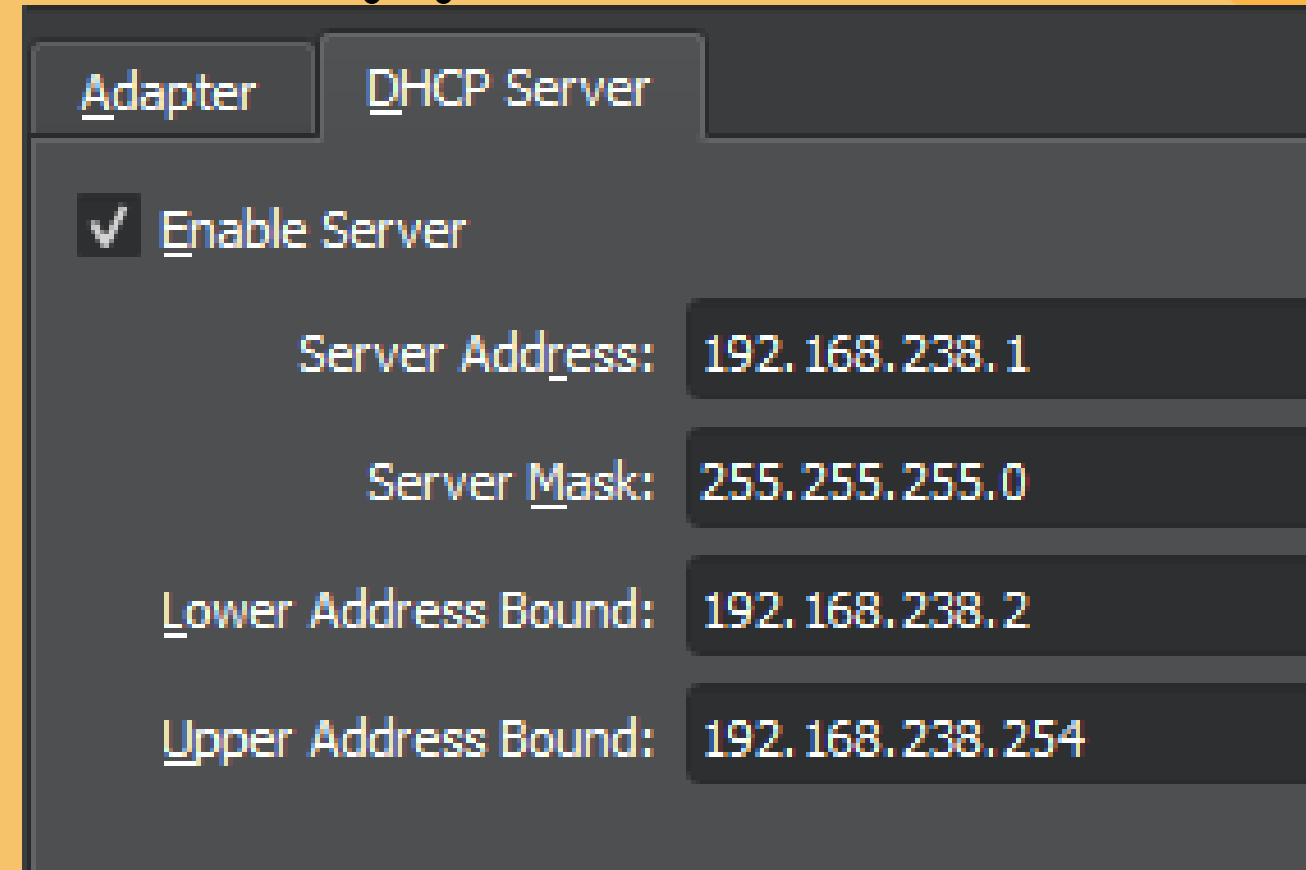 Adapter DHCP Server
Enable Server
Server Address: 192.168.238.1
Server Mask: 255.255.255.0
Lower Address Bound: 192.168.238.2
Upper Address Bound: 192.168.238.254